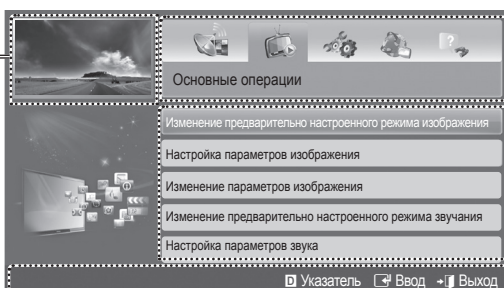 Основные операции
Изменение предварительно настроенного режима изображения
Настройка параметров изображения
Изменение параметров изображения
Изменение предварительно настроенного режима звучания
Настройка параметров звука
D Указатель Ввод Выход